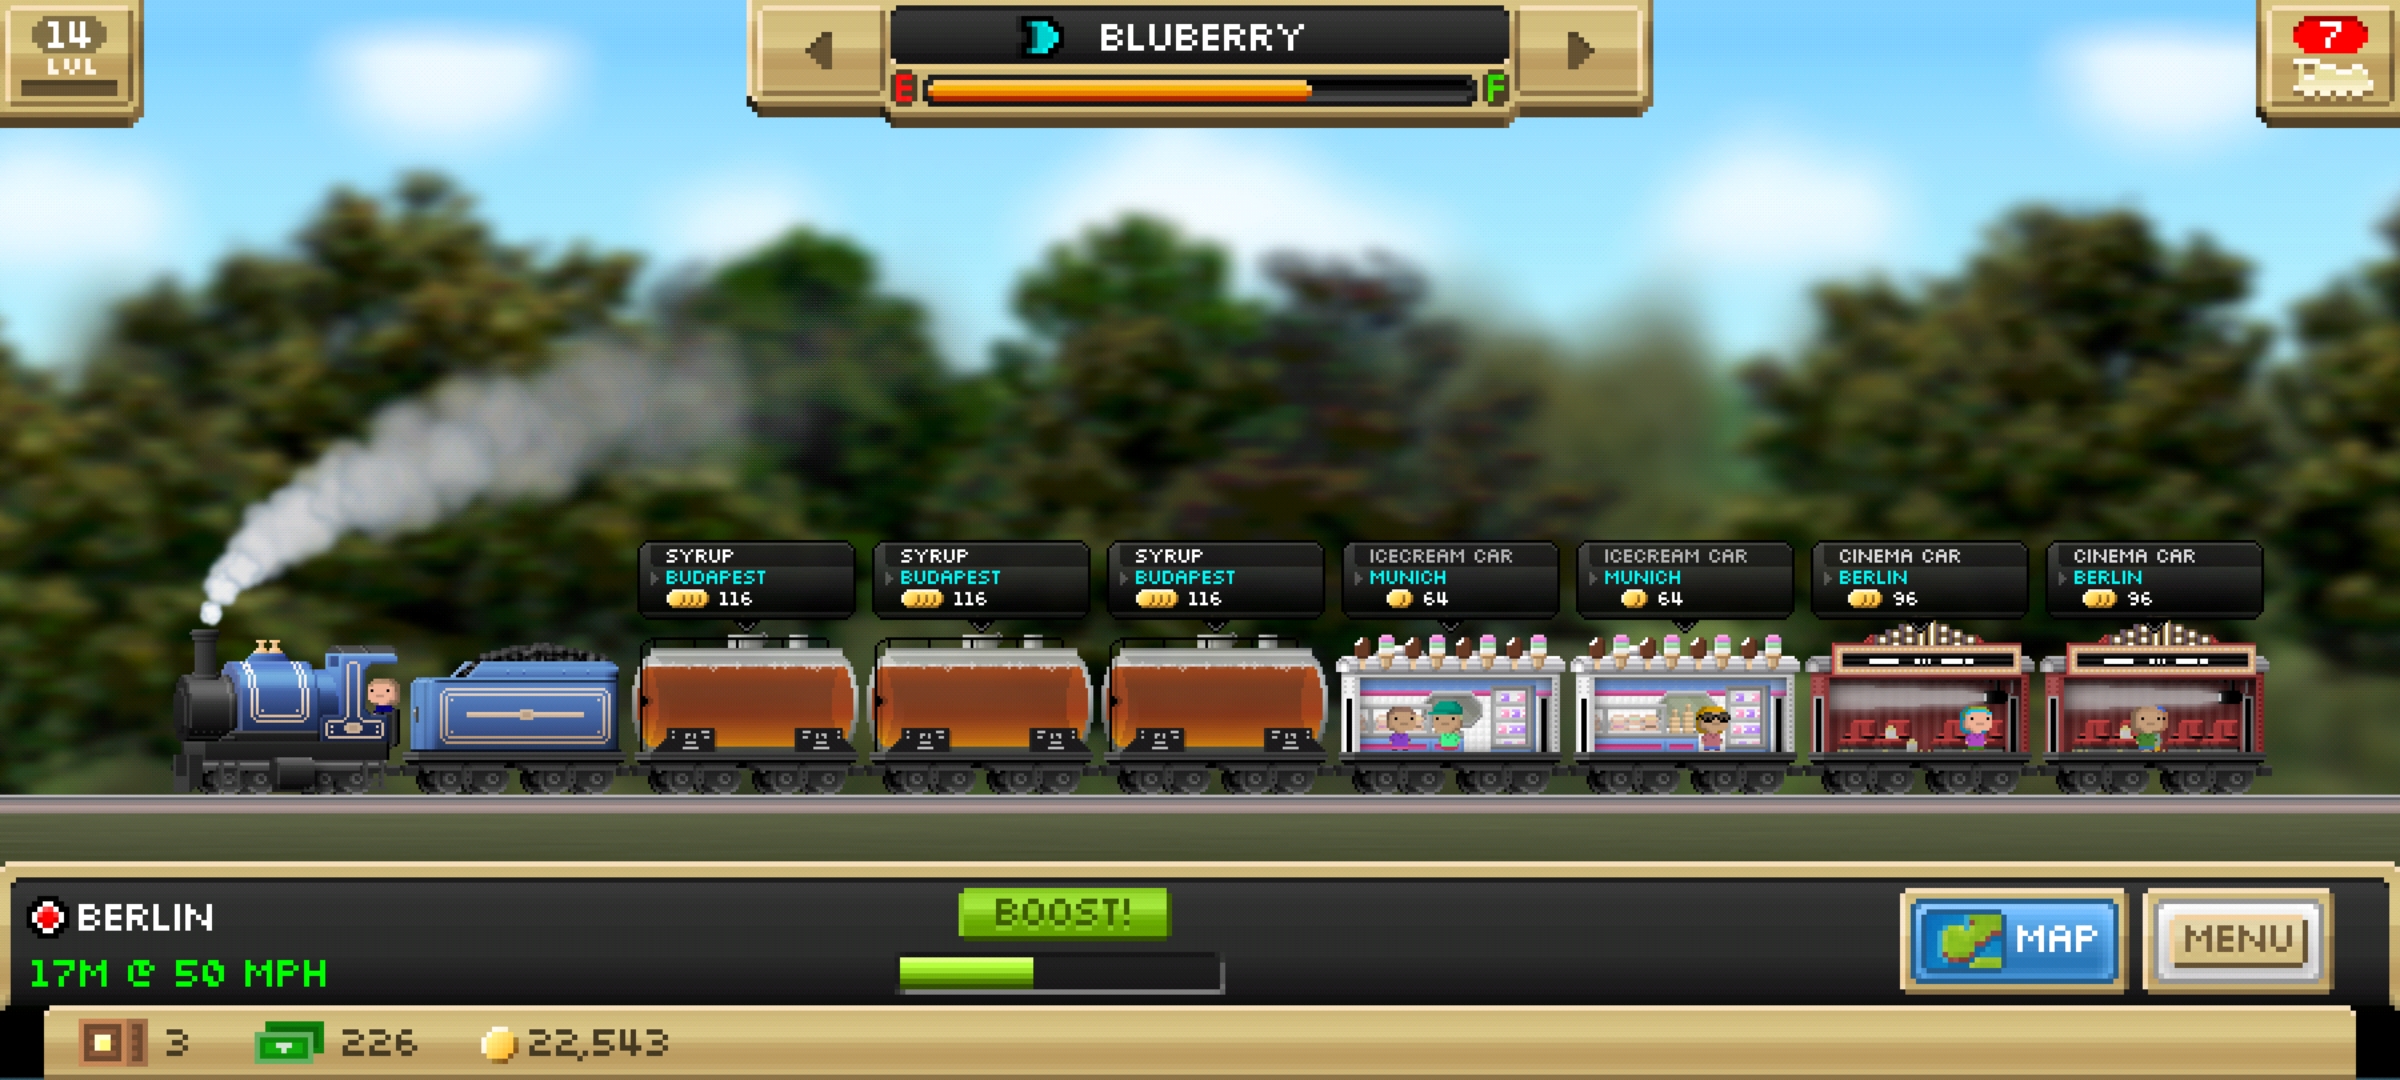 14
LVL
BLUBERRY
E
F
7
SYRUP
BUDAPEST
116
SYRUP
BUDAPEST
116
SYRUP
BUDAPEST
116
ICECREAM CAR
MUNICH
64
ICECREAM CAR
MUNICH
64
CINEMA CAR
BERLIN
96
CINEMA CAR
BERLIN
96
BERLIN
17M @ 50 MPH
BOOST!
MAP
MENU
3
226
22,543